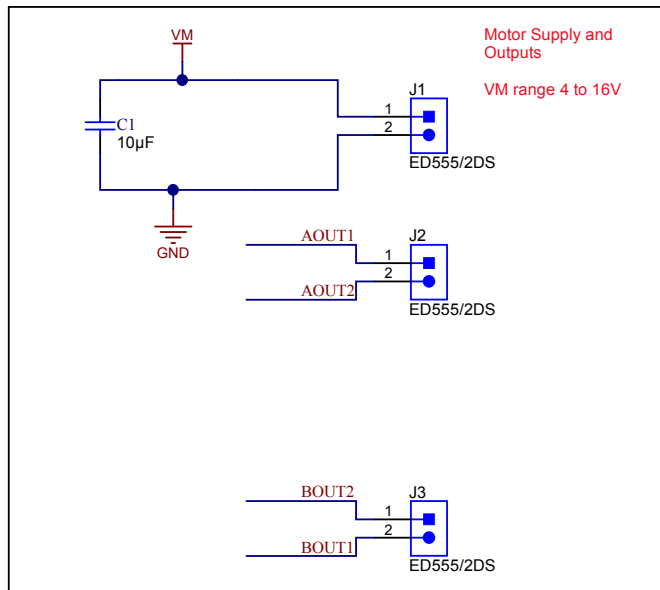 VM
Motor Supply and
Outputs
VM range 4 to 16V
J1
1
2
ED555/2DS
C1
10µF
GND
AOUT1
AOUT2
J2
1
2
ED555/2DS
BOUT2
BOUT1
J3
1
2
ED555/2DS